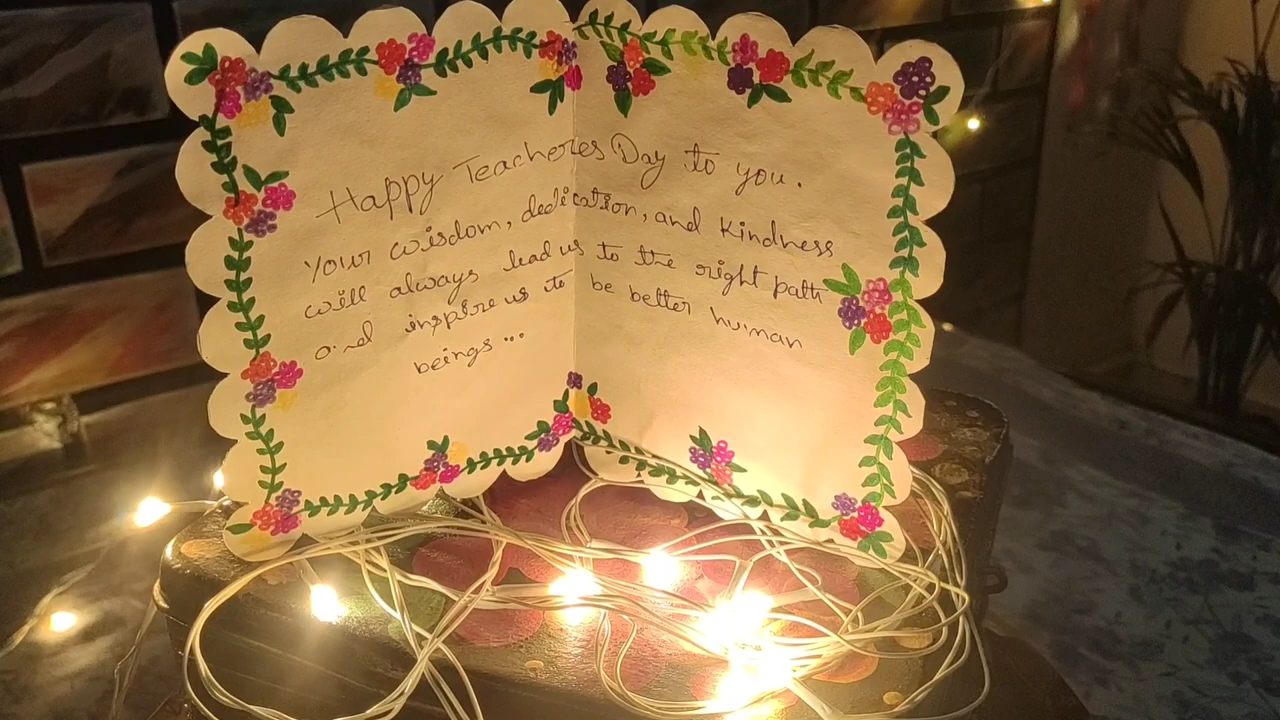 Happy Teacheres Day to you.
Your wisdom, dedication, and kindness
will always lead us to the right path
and inspire us to be better human
beings...